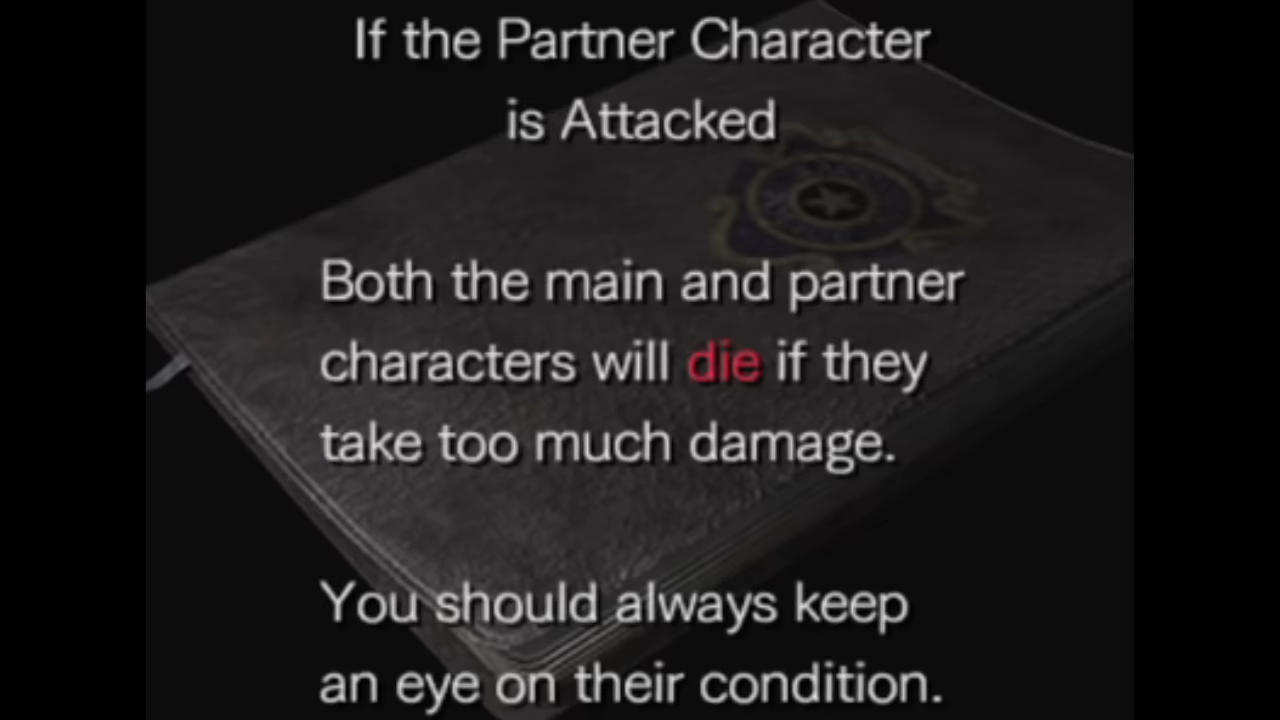 If the Partner Character
is Attacked
Both the main and partner
characters will die if they
take too much damage.
You should always keep
an eye on their condition.